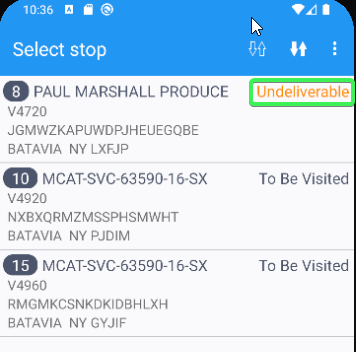 10:36
Select stop
8 PAUL MARSHALL PRODUCE Undeliverable
V4720
JGMWZKAPUWDPJHEUEGQBE
BATAVIA NY LXFJP
10 MCAT-SVC-63590-16-SX To Be Visited
V4920
NXBXQRMZMSSPHSMWHT
BATAVIA NY PJDIM
15 MCAT-SVC-63590-16-SX To Be Visited
V4960
RMGMKCSNKDKIDBHLXH
BATAVIA NY GYJIF